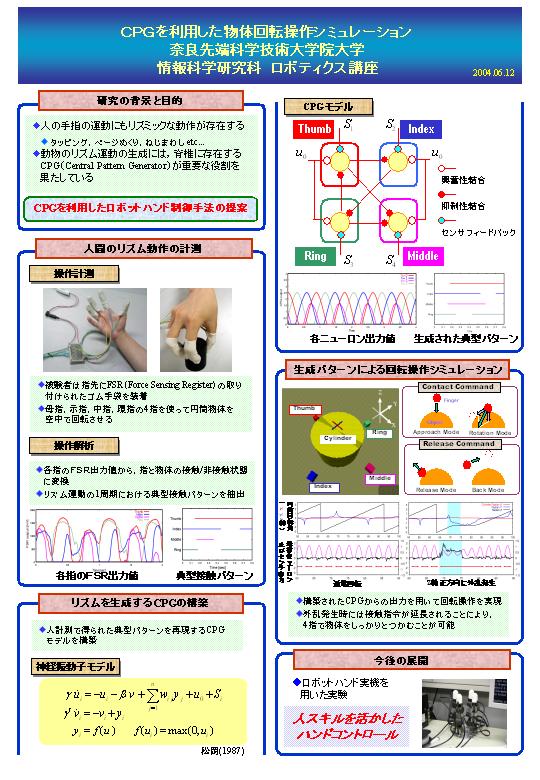 CPGを利用した物体回転操作シミュレーション
奈良先端科学技術大学院大学
情報科学研究科 ロボティクス講座
2004.06.12
研究の背景と目的
◆人の手指の運動にもリズミックな動作が存在する
◆タッピング、ページめくり、ねじまわしetc...
◆動物のリズム運動の生成には,脊椎に存在する
CPG(Central Pattern Generator)が重要な役割を
果たしている
CPGを利用したロボットハンド制御手法の提案
人間のリズム動作の計測
操作計測
◆被験者は指先にFSR(Force Sensing Register)の取り
付けられたゴム手袋を装着
◆母指、示指、中指、環指の4指を使って円筒物体を
空中で回転させる
操作解析
◆各指のFSR出力値から、指と物体の接触/非接触状態
に変換
◆リズム運動の1周期における典型接触パターンを抽出
Thumb
Index
Middle
Ring
各指のFSR出力値
典型接触パターン
リズムを生成するCPGの構築
◆人計測で得られた典型パターンを再現するCPG
モデルを構築
神経振動子モデル
松岡(1987)
CPGモデル
Thumb
S1
S2
Index
u0
u0
Ring
S3
S4
Middle
興奮性結合
抑制性結合
センサフィードバック
各ニューロン出力値
生成された典型パターン
生成パターンによる回転操作シミュレーション
Thumb
Cylinder
Ring
Index
Middle
X
Y
Z
Contact Command
Finger
Object
Approach Mode
Rotation Mode
Release Command
Release Mode
Back Mode
◆構築されたCPGからの出力を用いて回転操作を実現
◆外乱発生時には接触指令が延長されることにより,
4指で物体をしっかりとつかむことが可能
今後の展開
◆ロボットハンド実機を
用いた実験
人スキルを活かした
ハンドコントロール